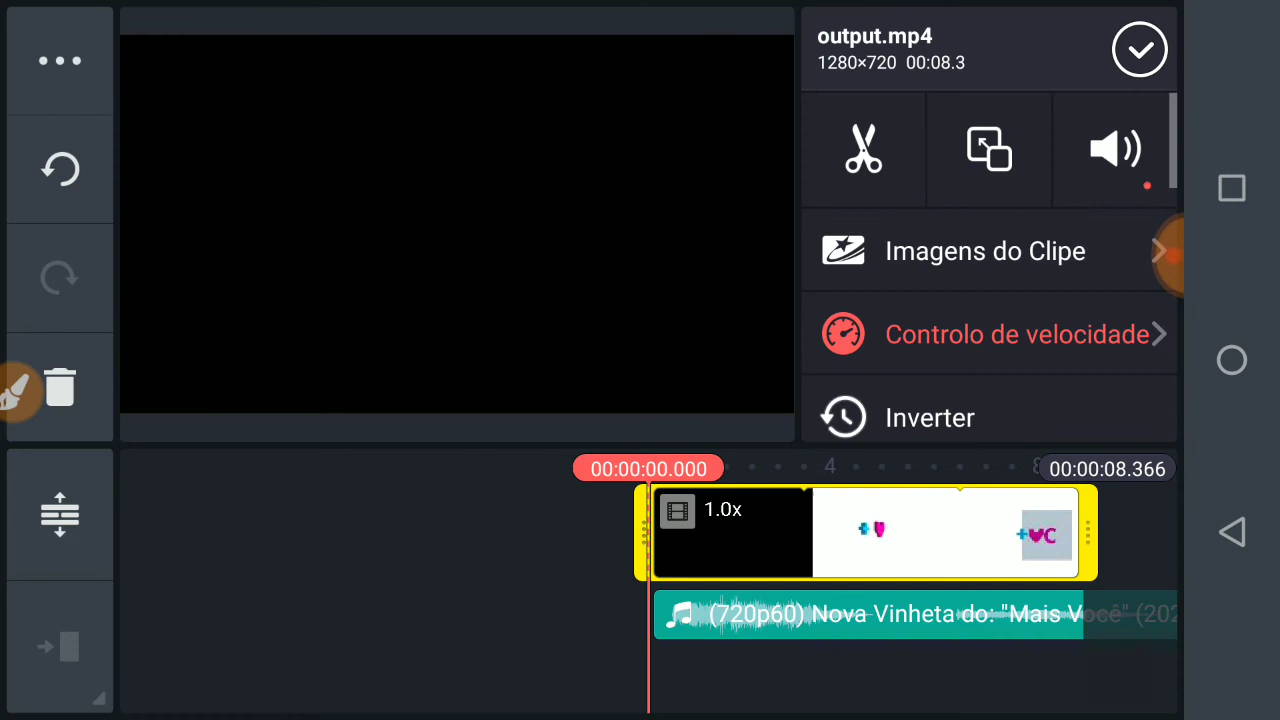 output.mp4
1280×720 00:08.3
Imagens do Clipe
Controlo de velocidade
Inverter
00:00:00.000
4
8
00:00:08.366
1.0x
+♥C
(720p60) Nova Vinheta do: "Mais Você" (202